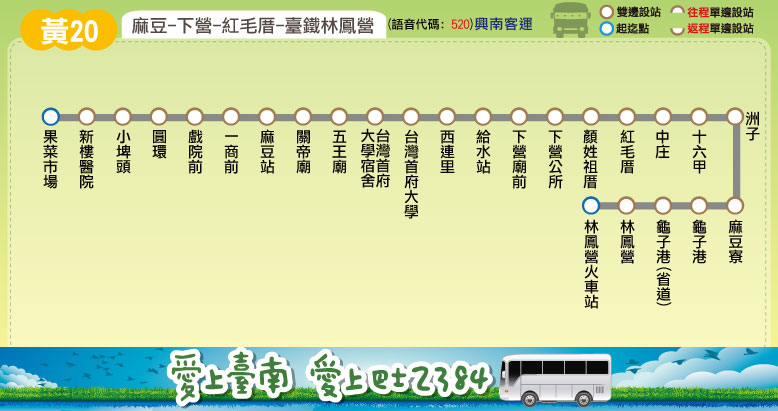 黃20
麻豆-下營-紅毛厝-臺鐵林鳳營
(語音代碼: 520)興南客運
雙邊設站
往程單邊設站
起迄點
返程單邊設站
果菜市場
新樓醫院
小埤頭
圓環
戲院前
一商前
麻豆站
關帝廟
五王廟
台灣首府
大學宿舍
台灣首府大學
西連里
給水站
下營廟前
下營公所
顏姓祖厝
紅毛厝
中庄
十六甲
洲子
麻豆寮
龜子港
龜子港(省道)
林鳳營
林鳳營火車站
愛上臺南 愛上巴士2384